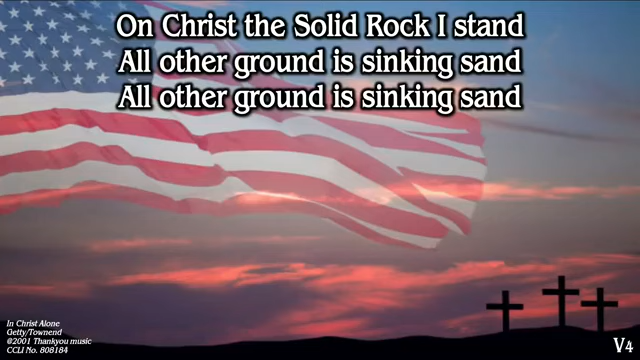 On Christ the Solid Rock I stand
All other ground is sinking sand
All other ground is sinking sand
In Christ Alone
Getty/Townend
©2001 Thankyou music
CCLI No. 808184
V4